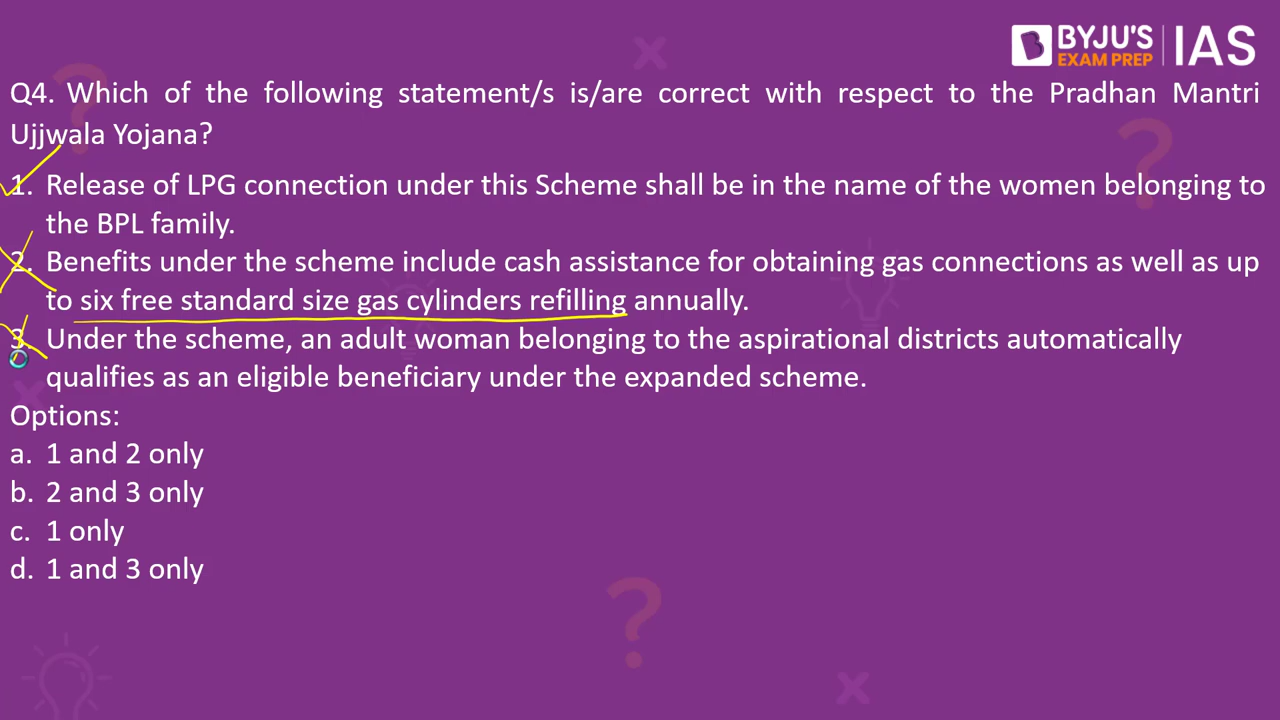 BYJU'S IAS
EXAM PREP
Q4. Which of the following statement/s is/are correct with respect to the Pradhan Mantri
Ujjwala Yojana?
1. Release of LPG connection under this Scheme shall be in the name of the women belonging to
the BPL family.
2. Benefits under the scheme include cash assistance for obtaining gas connections as well as up
to six free standard size gas cylinders refilling annually.
3. Under the scheme, an adult woman belonging to the aspirational districts automatically
qualifies as an eligible beneficiary under the expanded scheme.
Options:
a. 1 and 2 only
b. 2 and 3 only
c. 1 only
d. 1 and 3 only